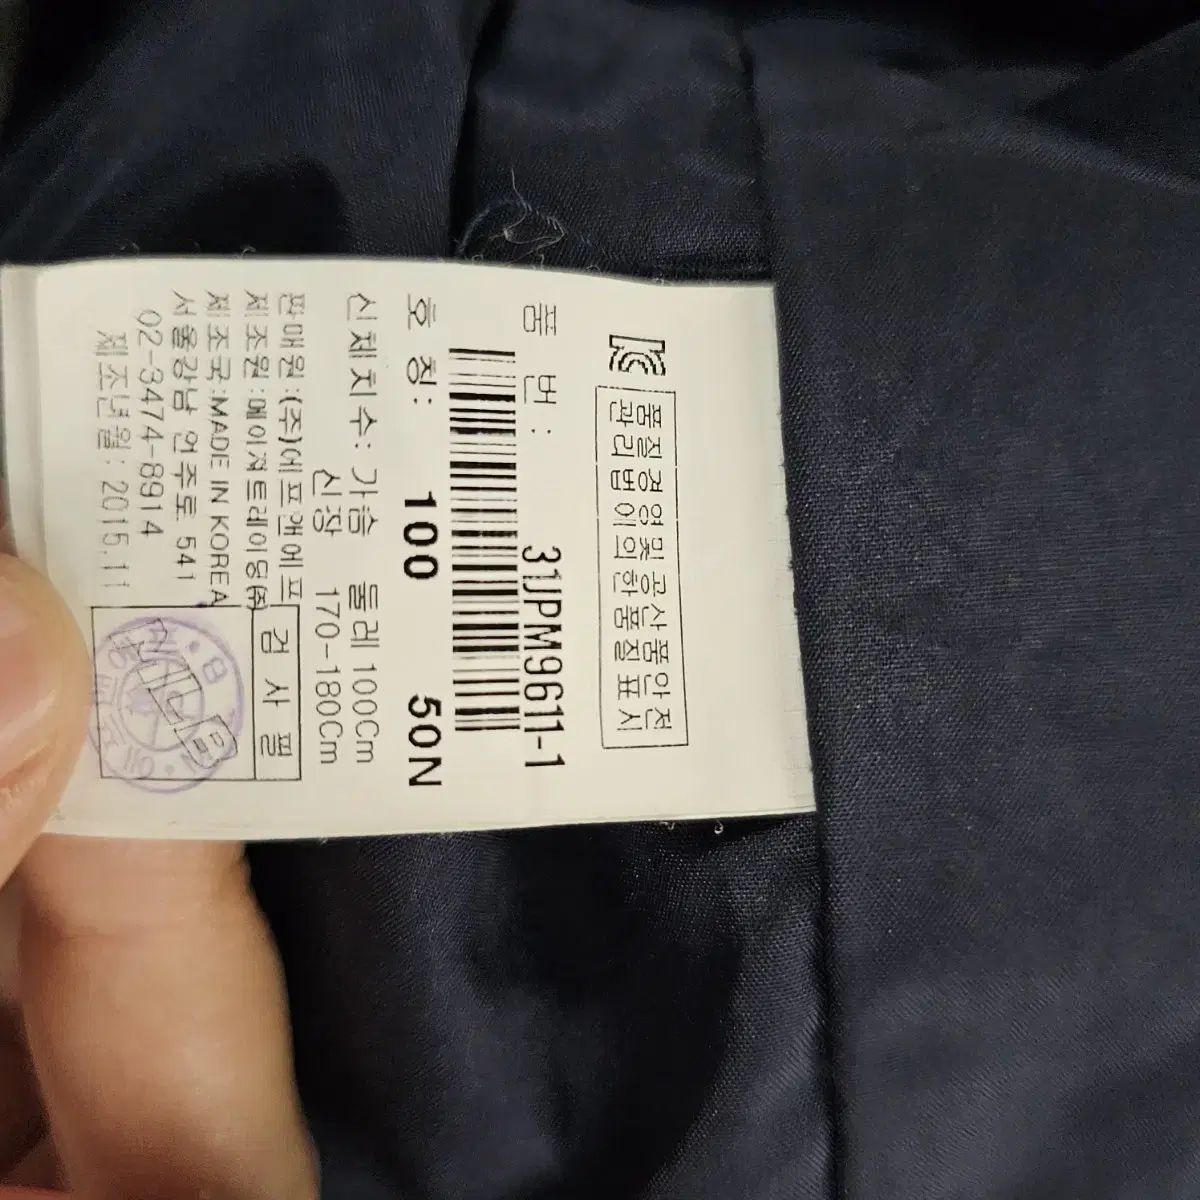 품질경영및공산품안전
관리법에의한품질표시
품 번 : 31JPM9611-1
호 칭: 100 50N
신체치수: 가슴 둘레 100Cm
신장 170-180Cm
판매원:(주)에프앤에프
제조원:메이져트레이딩(주)
제조국:MADE IN KOREA
서울강남 언주로 541
02-3474-8914
제조년월: 2015.11
검 사 필